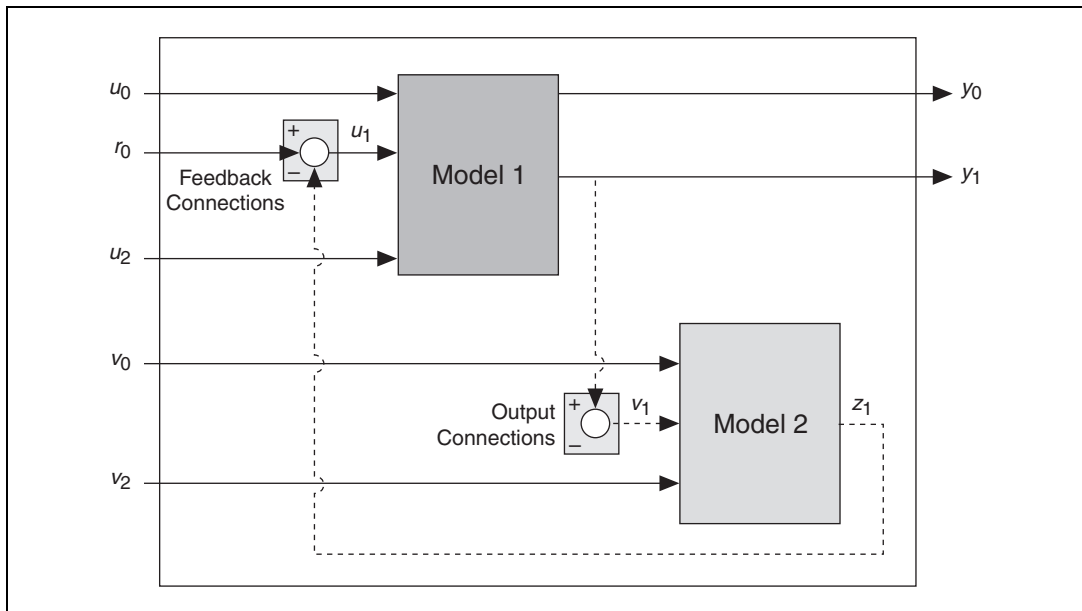 u0
y0
+
u1
r0
−
Feedback
Connections
Model 1
y1
u2
v0
+
v1
Output
Connections
−
Model 2
z1
v2